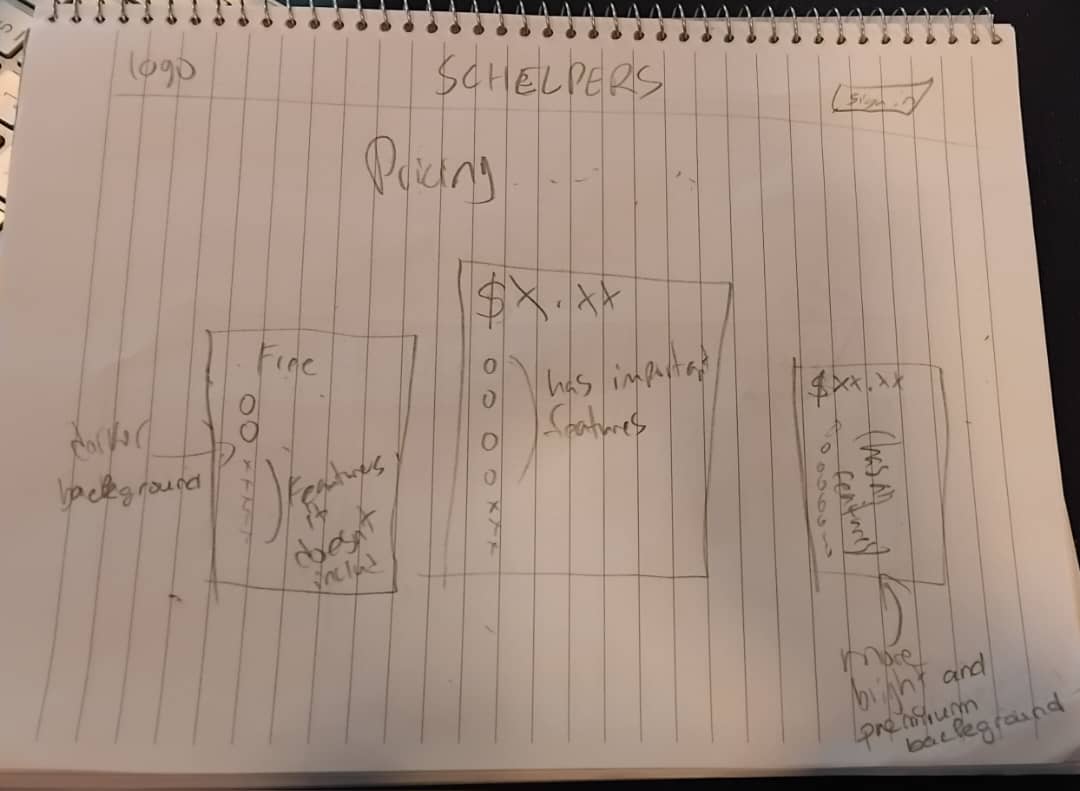 logo
SCHELPERS
Sign in
Pricing
$X.XX
Free
$XX.XX
has important
features
darker
background
Features
it
doesn't
include
has all
features
more
bright and
premium
background